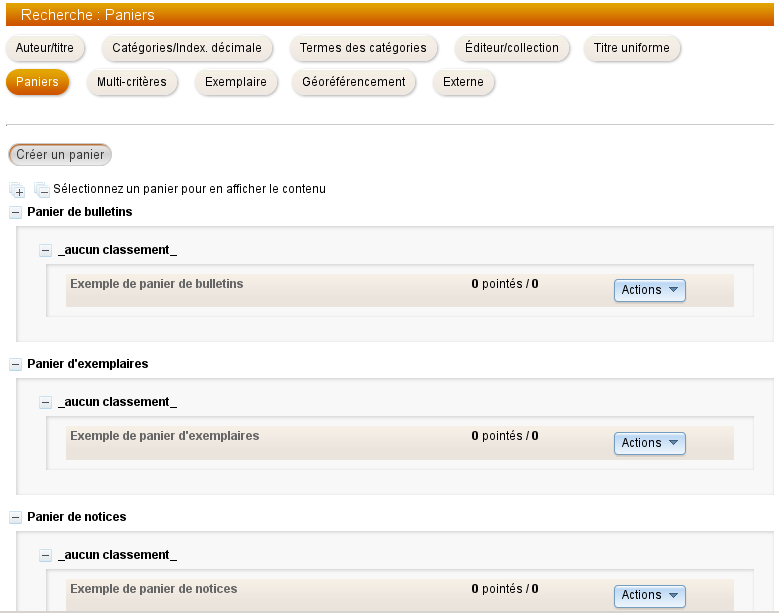 Recherche : Paniers
Auteur/titre Catégories/Index. décimale Termes des catégories Éditeur/collection Titre uniforme
Paniers Multi-critères Exemplaire Géoréférencement Externe
Créer un panier
Sélectionnez un panier pour en afficher le contenu
Panier de bulletins
_aucun classement_
Exemple de panier de bulletins 0 pointés / 0 Actions
Panier d'exemplaires
_aucun classement_
Exemple de panier d'exemplaires 0 pointés / 0 Actions
Panier de notices
_aucun classement_
Exemple de panier de notices 0 pointés / 0 Actions